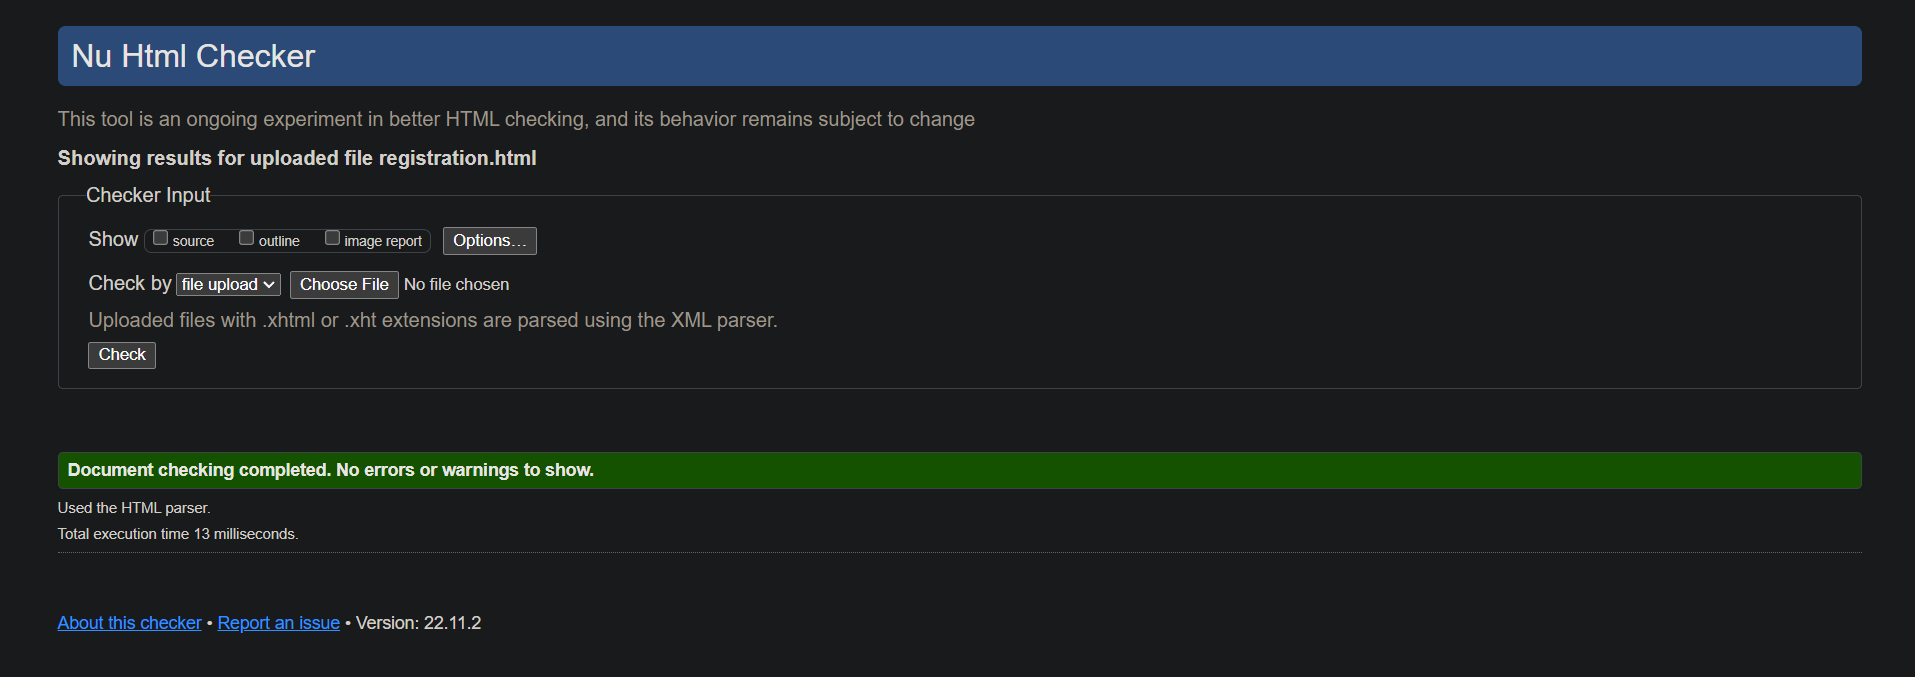 Nu Html Checker
This tool is an ongoing experiment in better HTML checking, and its behavior remains subject to change
Showing results for uploaded file registration.html
Checker Input
Show source outline image report Options...
Check by file upload Choose File No file chosen
Uploaded files with .xhtml or .xht extensions are parsed using the XML parser.
Check
Document checking completed. No errors or warnings to show.
Used the HTML parser.
Total execution time 13 milliseconds.
About this checker • Report an issue • Version: 22.11.2